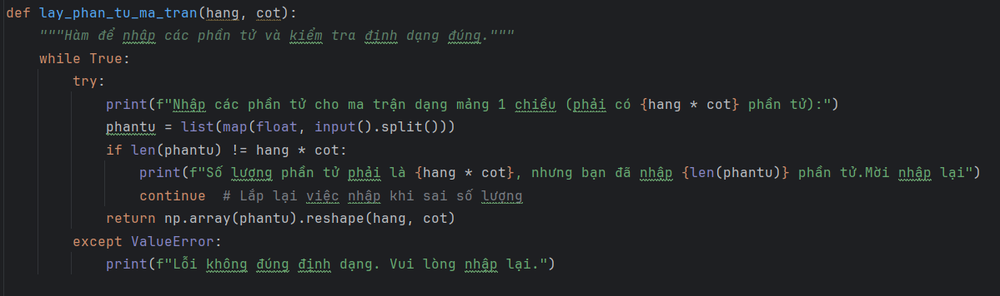 def lay_phan_tu_ma_tran(hang, cot):
    """Hàm để nhập các phần tử và kiểm tra định dạng đúng."""
    while True:
        try:
            print(f"Nhập các phần tử cho ma trận dạng mảng 1 chiều (phải có {hang * cot} phần tử):")
            phantu = list(map(float, input().split()))
            if len(phantu) != hang * cot:
                print(f"Số lượng phần tử phải là {hang * cot}, nhưng bạn đã nhập {len(phantu)} phần tử.Mời nhập lại")
                continue  # Lắp lại việc nhập khi sai số lượng
            return np.array(phantu).reshape(hang, cot)
        except ValueError:
            print(f"Lỗi không đúng định dạng. Vui lòng nhập lại.")